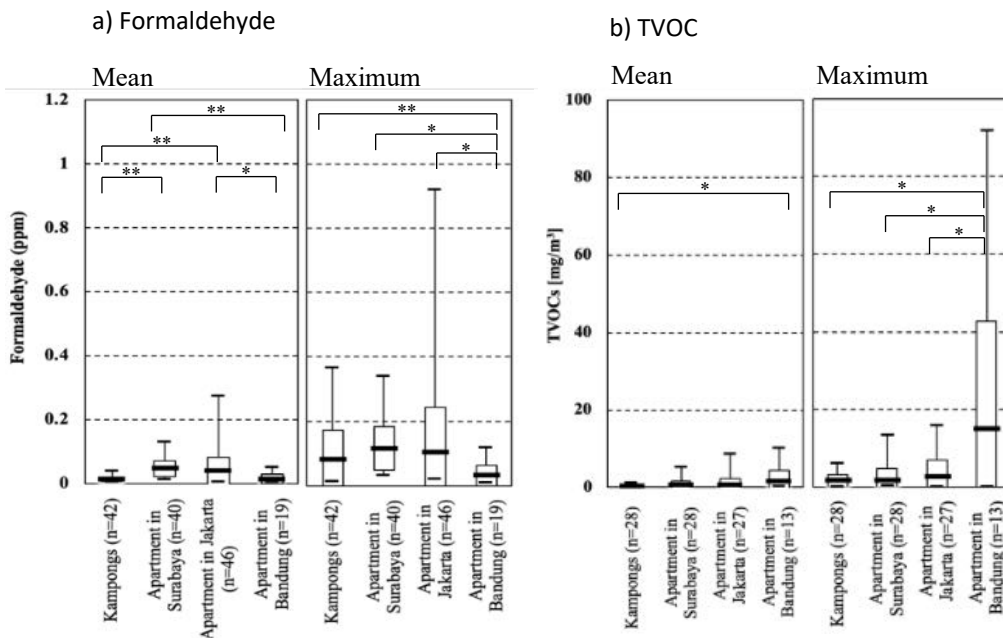 a) Formaldehyde
Mean
Maximum
Formaldehyde (ppm)
1.2
1
0.8
0.6
0.4
0.2
0
**
**
**
*
**
*
*
Kampongs (n=42)
Apartment in
Surabaya (n=40)
Apartment in Jakarta
(n=46)
Apartment in
Bandung (n=19)
Kampongs (n=42)
Apartment in
Surabaya (n=40)
Apartment in
Jakarta (n=46)
Apartment in
Bandung (n=19)
b) TVOC
Mean
Maximum
TVOCs [mg/m³]
100
80
60
40
20
0
*
*
*
*
Kampongs (n=28)
Apartment in
Surabaya (n=28)
Apartment in
Jakarta (n=27)
Apartment in
Bandung (n=13)
Kampongs (n=28)
Apartment in
Surabaya (n=28)
Apartment in
Jakarta (n=27)
Apartment in
Bandung (n=13)